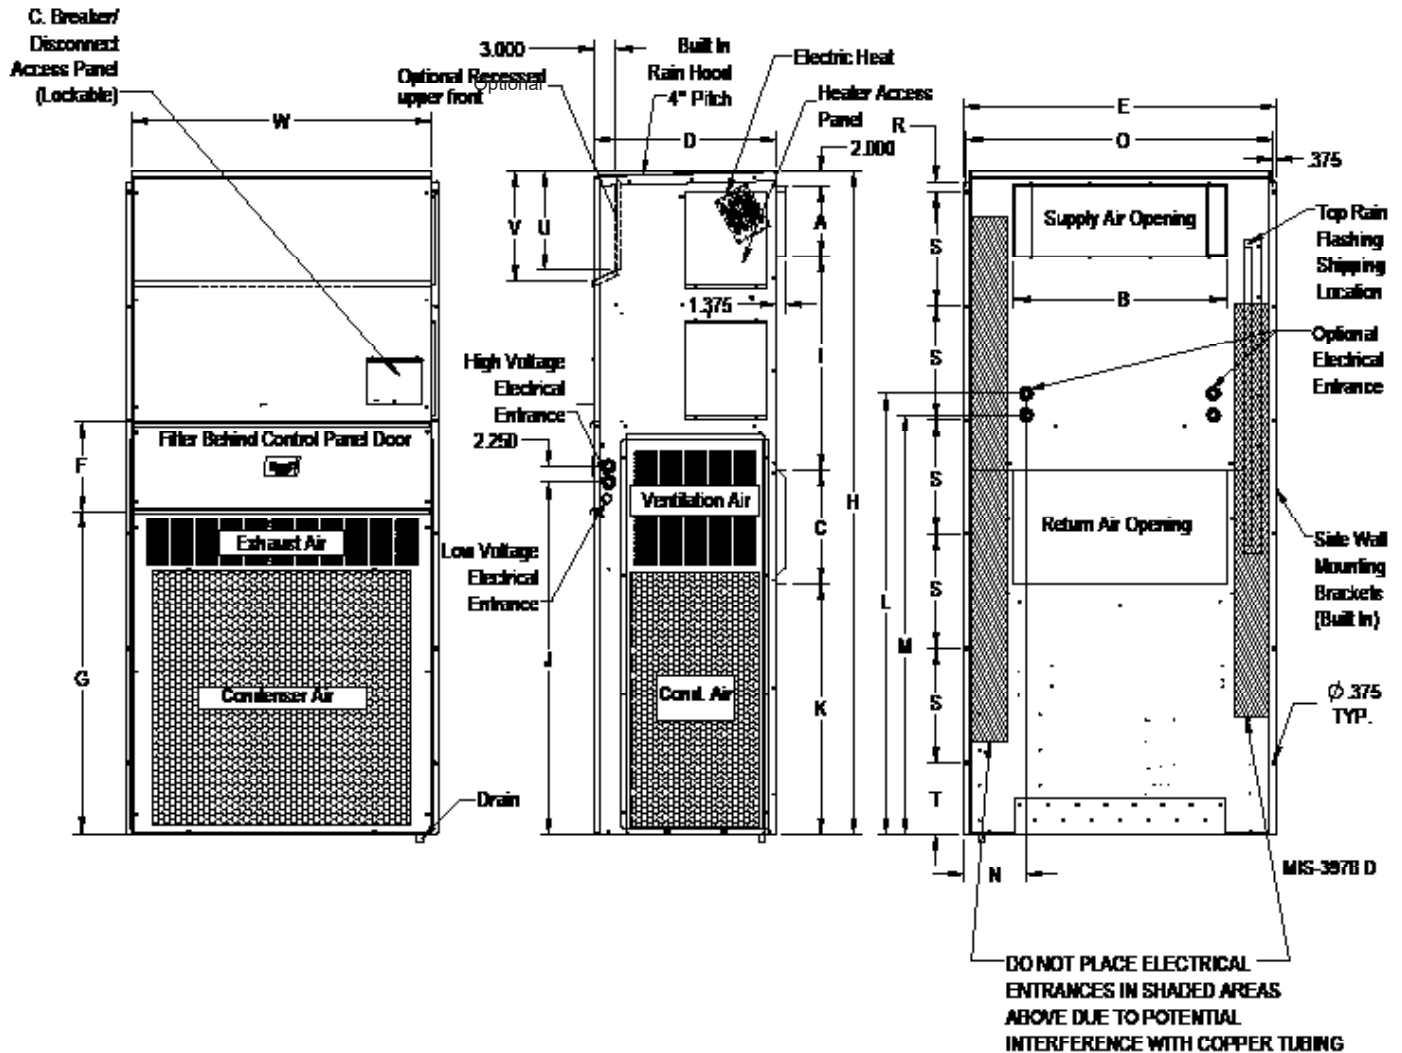 C. Breaker/
Disconnect
Access Panel
(Lockable)
W
F
G
Filter Behind Control Panel Door
Exhaust Air
Condenser Air
Drain
3.000
Optional Recessed
Optional
upper front
Built In
Rain Hood
4" Pitch
Electric Heat
Heater Access
Panel
D
2.000
V
U
A
1.375
I
High Voltage
Electrical
Entrance
2.250
Ventilation Air
C
H
Low Voltage
Electrical
Entrance
J
Cond. Air
K
R
E
O
.375
Supply Air Opening
S
B
S
S
S
S
T
L
M
N
Return Air Opening
Top Rain
Flashing
Shipping
Location
Optional
Electrical
Entrance
Side Wall
Mounting
Brackets
(Built In)
Ø .375
TYP.
MIS-3978 D
DO NOT PLACE ELECTRICAL
ENTRANCES IN SHADED AREAS
ABOVE DUE TO POTENTIAL
INTERFERENCE WITH COPPER TUBING